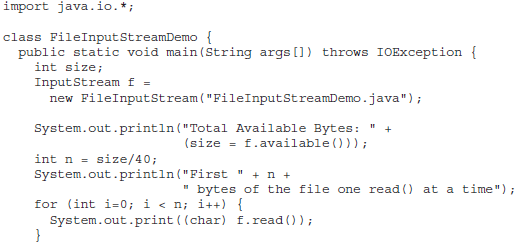 import java.io.*;

class FileInputStreamDemo {
  public static void main(String args[]) throws IOException {
    int size;
    InputStream f =
      new FileInputStream("FileInputStreamDemo.java");

    System.out.println("Total Available Bytes: " +
                       (size = f.available()));
    int n = size/40;
    System.out.println("First " + n +
                       " bytes of the file one read() at a time");
    for (int i=0; i < n; i++) {
      System.out.print((char) f.read());
    }